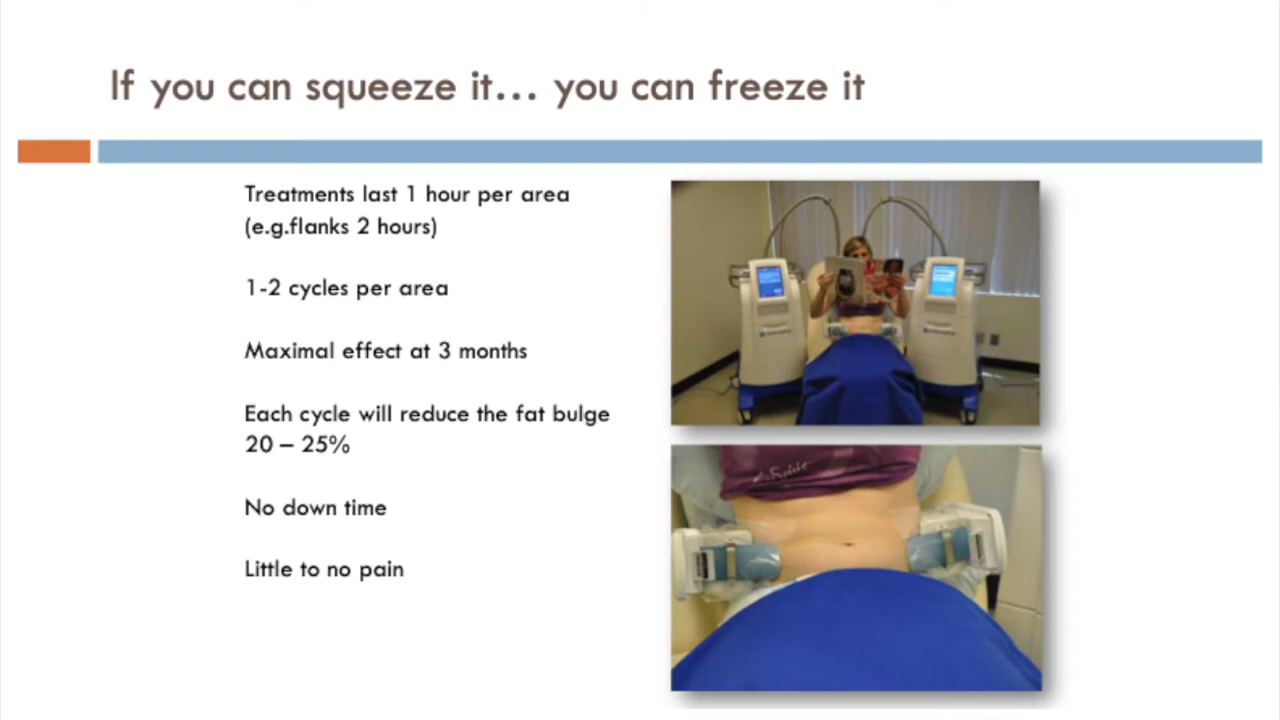 If you can squeeze it... you can freeze it
Treatments last 1 hour per area
(e.g.flanks 2 hours)
1-2 cycles per area
Maximal effect at 3 months
Each cycle will reduce the fat bulge
20 – 25%
No down time
Little to no pain